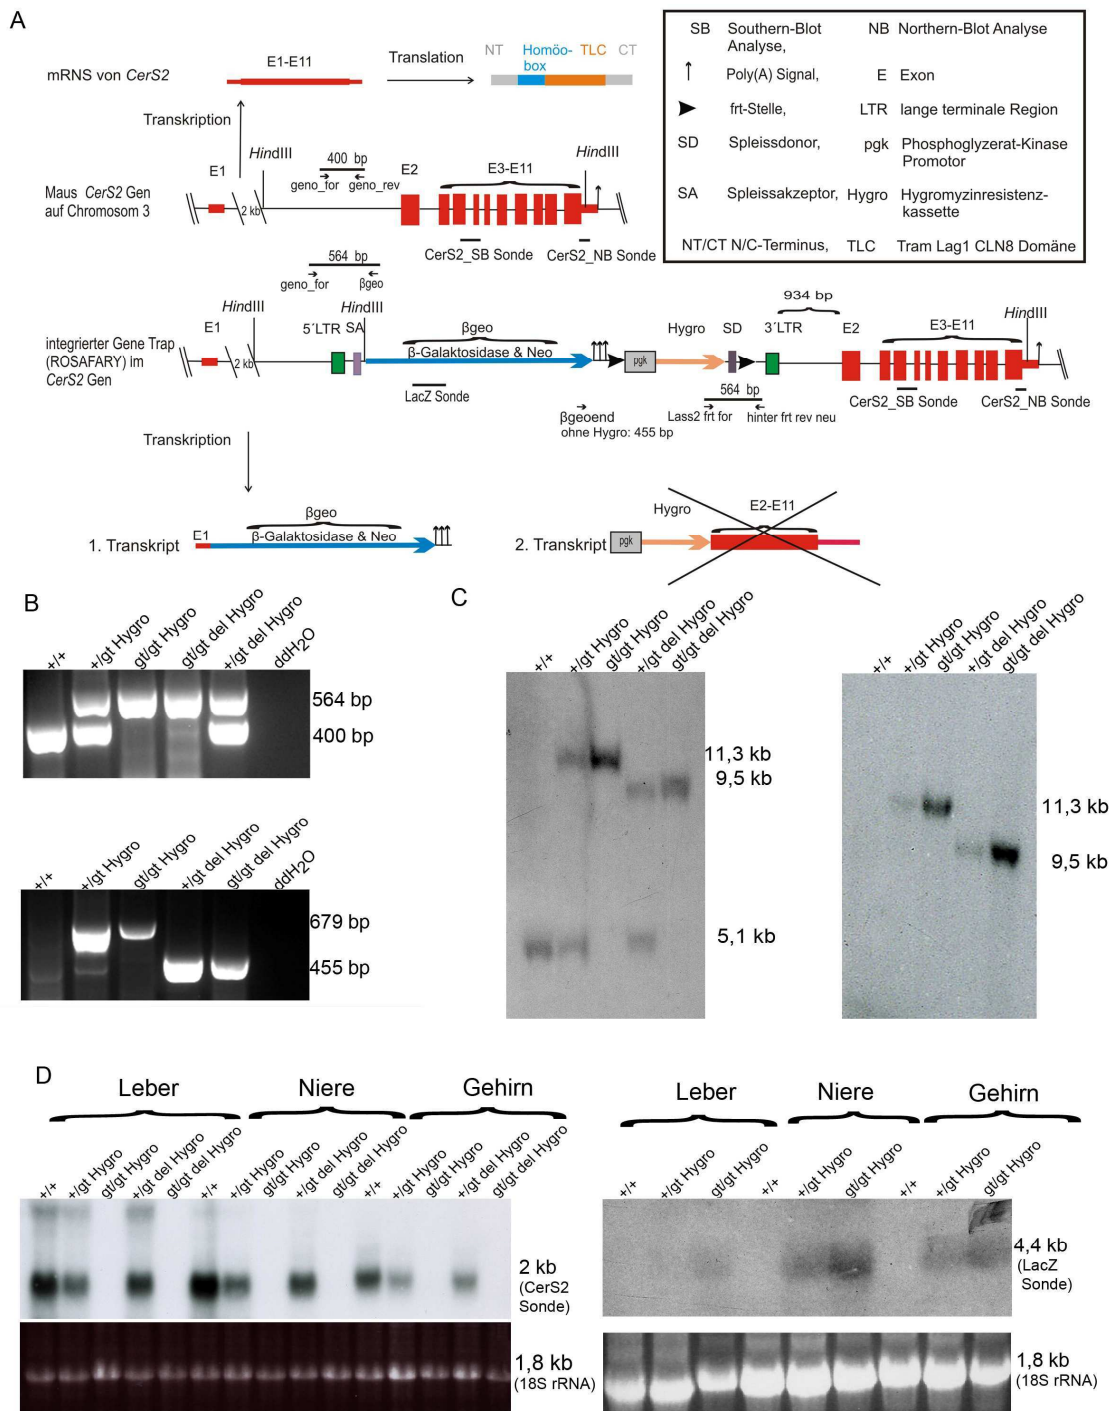 A
mRNS von CerS2
E1-E11
Translation
NT Homöo-box TLC CT
Transkription
Maus CerS2 Gen
auf Chromosom 3
E1
HindIII
2 kb
400 bp
geno_for geno_rev
E2
E3-E11
HindIII
CerS2_SB Sonde
CerS2_NB Sonde
SB Southern-Blot Analyse,
NB Northern-Blot Analyse
Poly(A) Signal,
E Exon
frt-Stelle,
LTR lange terminale Region
SD Spleissdonor,
pgk Phosphoglyzerat-Kinase Promotor
SA Spleissakzeptor,
Hygro Hygromyzinresistenz-kassette
NT/CT N/C-Terminus,
TLC Tram Lag1 CLN8 Domäne
564 bp
geno_for βgeo
integrierter Gene Trap
(ROSAFARY) im
CerS2 Gen
E1
HindIII
2 kb
5´LTR SA
HindIII
βgeo
β-Galaktosidase & Neo
LacZ Sonde
pgk
Hygro
SD
934 bp
3´LTR
E2
E3-E11
HindIII
βgeoend
ohne Hygro: 455 bp
564 bp
Lass2 frt for
hinter frt rev neu
CerS2_SB Sonde
CerS2_NB Sonde
Transkription
1. Transkript
E1
βgeo
β-Galaktosidase & Neo
2. Transkript
pgk
Hygro
E2-E11
B
+/+
+/gt Hygro
gt/gt Hygro
gt/gt del Hygro
+/gt del Hygro
ddH2O
564 bp
400 bp
+/+
+/gt Hygro
gt/gt Hygro
+/gt del Hygro
gt/gt del Hygro
ddH2O
679 bp
455 bp
C
+/+
+/gt Hygro
gt/gt Hygro
+/gt del Hygro
gt/gt del Hygro
11,3 kb
9,5 kb
5,1 kb
+/+
+/gt Hygro
gt/gt Hygro
+/gt del Hygro
gt/gt del Hygro
11,3 kb
9,5 kb
D
Leber
Niere
Gehirn
+/+
+/gt Hygro
gt/gt Hygro
+/gt del Hygro
gt/gt del Hygro
+/+
+/gt Hygro
gt/gt Hygro
+/gt del Hygro
gt/gt del Hygro
+/+
+/gt Hygro
gt/gt Hygro
+/gt del Hygro
gt/gt del Hygro
2 kb
(CerS2
Sonde)
1,8 kb
(18S rRNA)
Leber
Niere
Gehirn
+/+
+/gt Hygro
gt/gt Hygro
+/+
+/gt Hygro
gt/gt Hygro
+/+
+/gt Hygro
gt/gt Hygro
4,4 kb
(LacZ
Sonde)
1,8 kb
(18S rRNA)